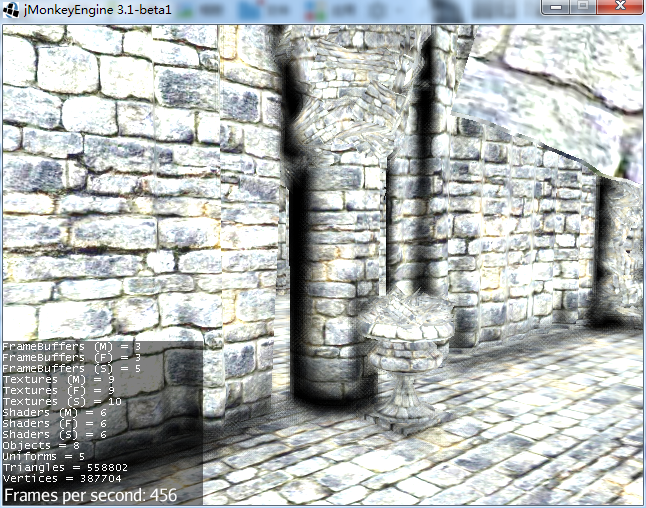 jMonkeyEngine 3.1-beta1
FrameBuffers (M) = 3
FrameBuffers (F) = 3
FrameBuffers (S) = 5
Textures (M) = 9
Textures (F) = 9
Textures (S) = 10
Shaders (M) = 6
Shaders (F) = 6
Shaders (S) = 6
Objects = 8
Uniforms = 5
Triangles = 558802
Vertices = 387704
Frames per second: 456